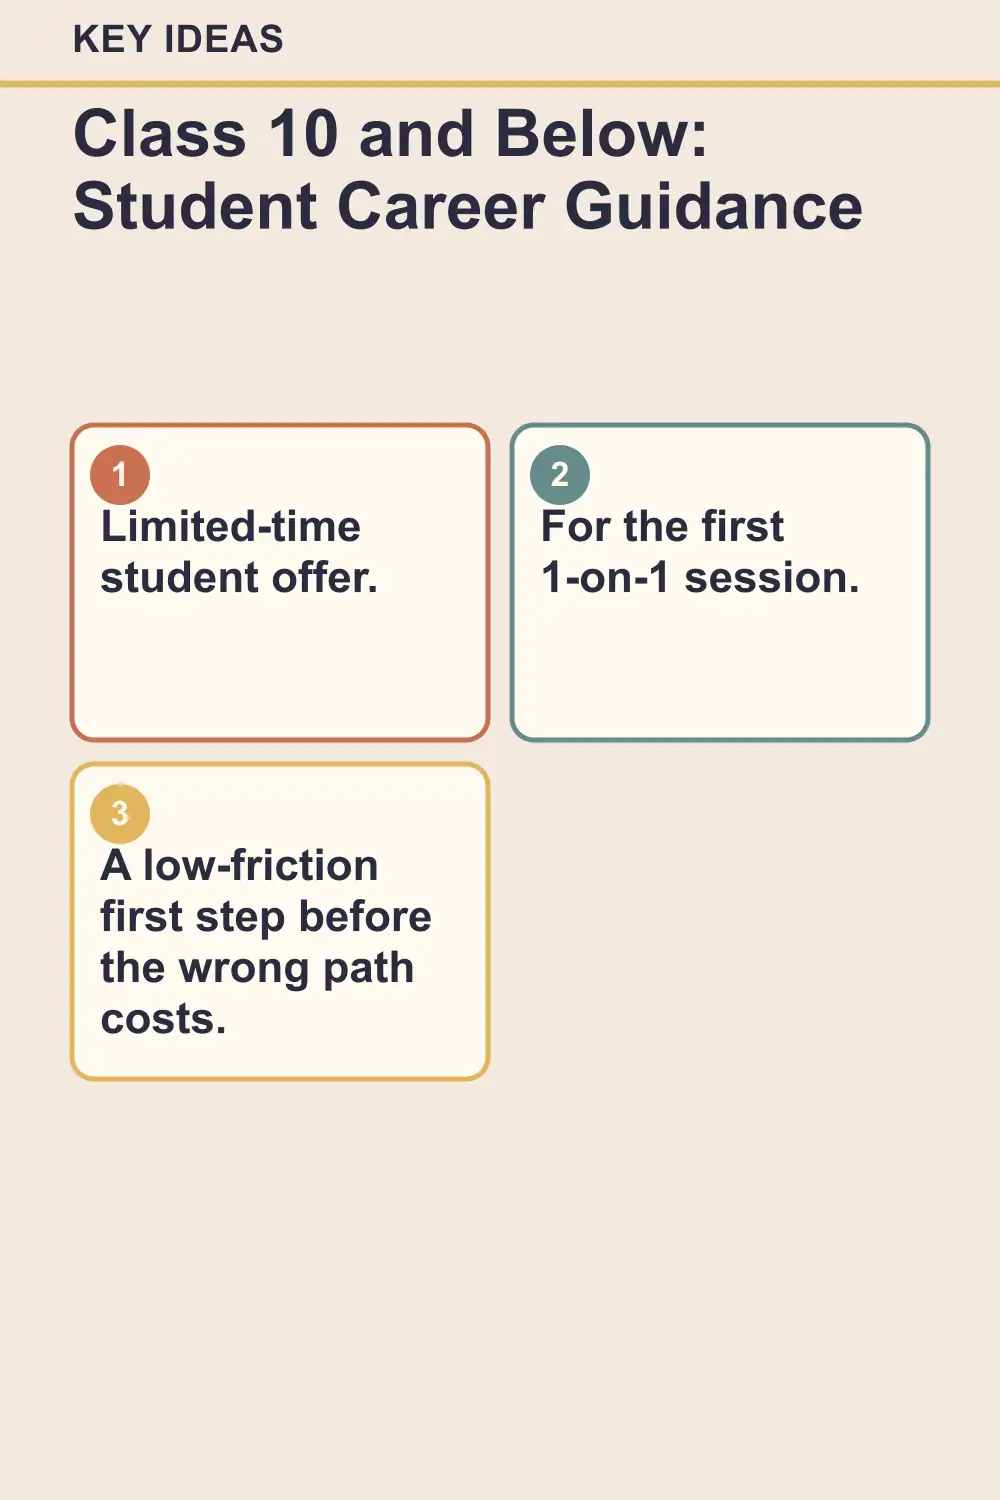 KEY IDEAS
Class 10 and Below:
Student Career Guidance
1
Limited-time
student offer.
2
For the first
1-on-1 session.
3
A low-friction
first step before
the wrong path
costs.